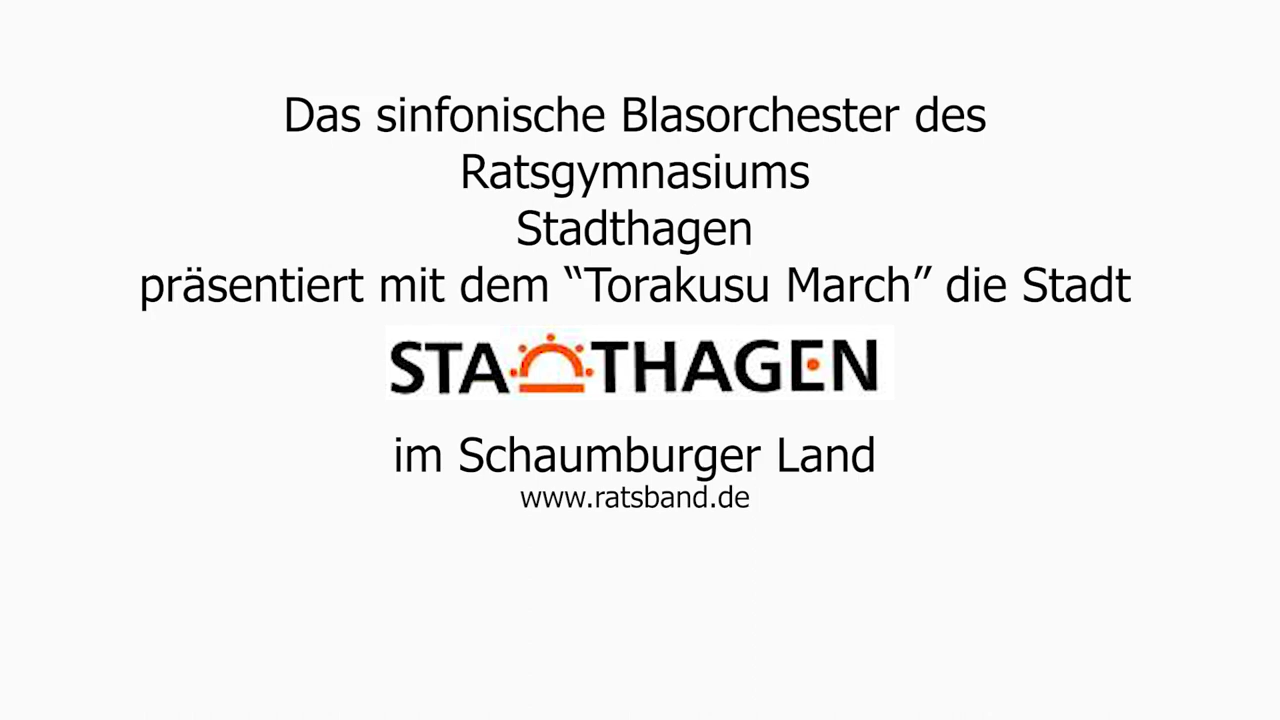 Das sinfonische Blasorchester des
Ratsgymnasiums
Stadthagen
präsentiert mit dem “Torakusu March” die Stadt
STADTHAGEN
im Schaumburger Land
www.ratsband.de